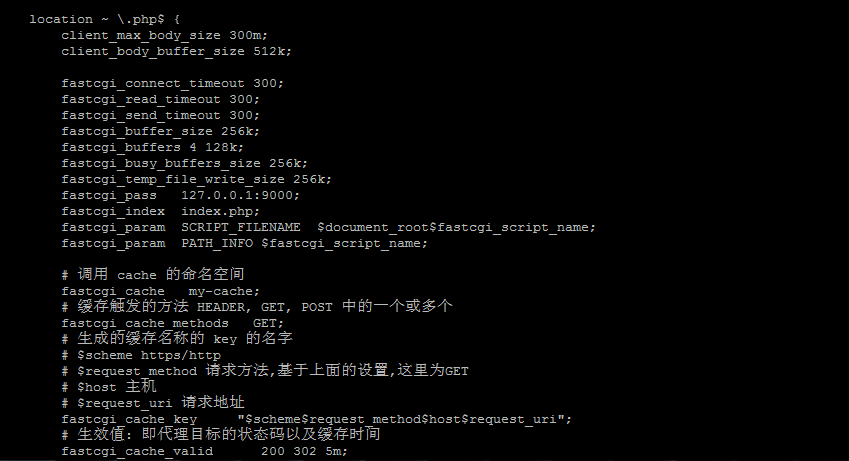 location ~ \.php$ {
client_max_body_size 300m;
client_body_buffer_size 512k;
fastcgi_connect_timeout 300;
fastcgi_read_timeout 300;
fastcgi_send_timeout 300;
fastcgi_buffer_size 256k;
fastcgi_buffers 4 128k;
fastcgi_busy_buffers_size 256k;
fastcgi_temp_file_write_size 256k;
fastcgi_pass 127.0.0.1:9000;
fastcgi_index index.php;
fastcgi_param SCRIPT_FILENAME $document_root$fastcgi_script_name;
fastcgi_param PATH_INFO $fastcgi_script_name;
# 调用 cache 的命名空间
fastcgi_cache my-cache;
# 缓存触发的方法 HEADER, GET, POST 中的一个或多个
fastcgi_cache_methods GET;
# 生成的缓存名称的 key 的名字
# $scheme https/http
# $request_method 请求方法,基于上面的设置,这里为GET
# $host 主机
# $request_uri 请求地址
fastcgi_cache_key "$scheme$request_method$host$request_uri";
# 生效值: 即代理目标的状态码以及缓存时间
fastcgi_cache_valid 200 302 5m;